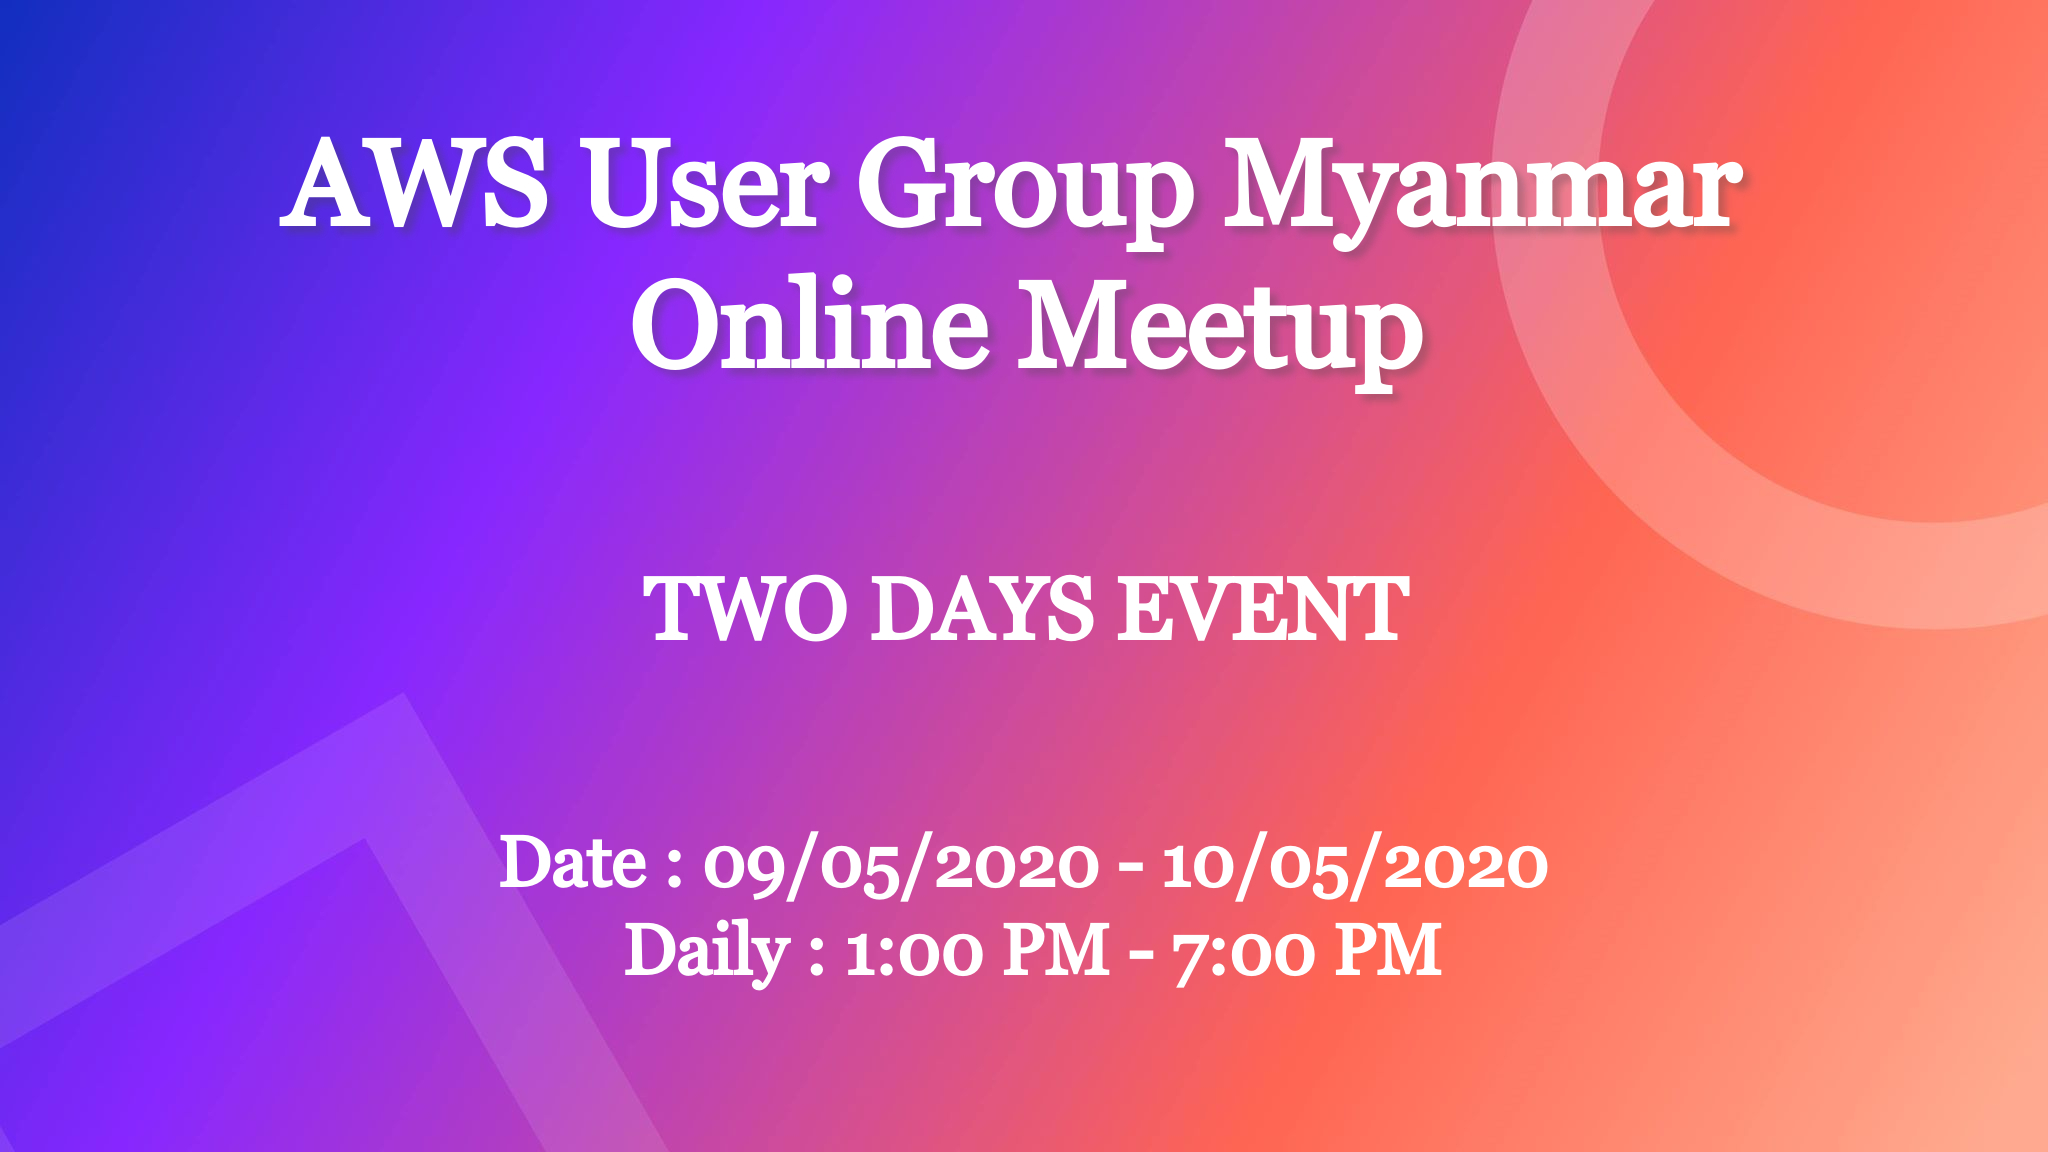 AWS User Group Myanmar
Online Meetup
TWO DAYS EVENT
Date : 09/05/2020 - 10/05/2020
Daily : 1:00 PM - 7:00 PM